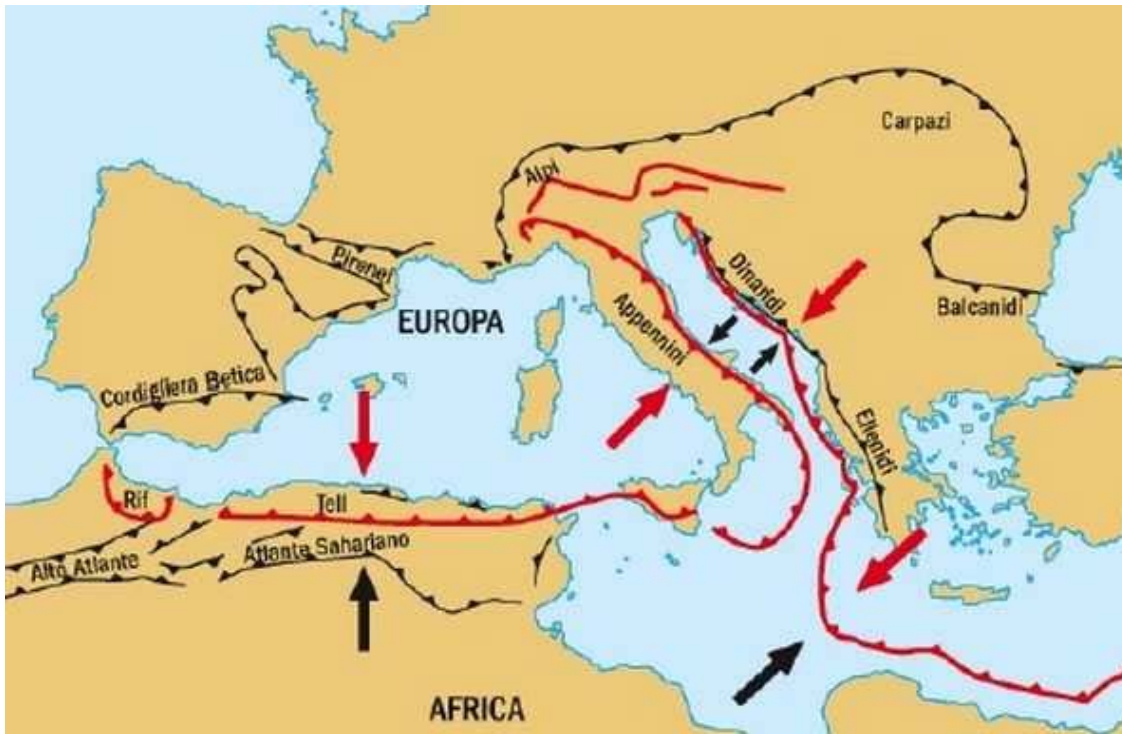 Carpazi
Alpi
Pirenei
Dinaridi
Balcanidi
EUROPA
Appennini
Cordigliera Betica
Ellenidi
Rif
Tell
Atlante Sahariano
Alto Atlante
AFRICA